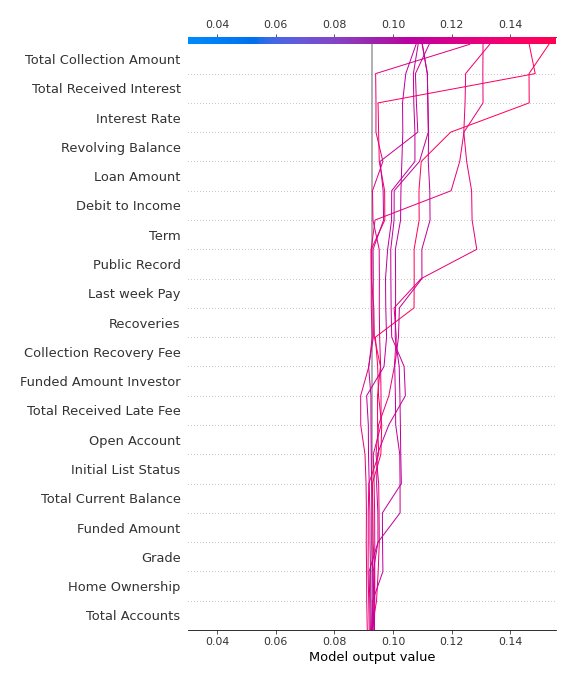 0.04 0.06 0.08 0.10 0.12 0.14
Total Collection Amount
Total Received Interest
Interest Rate
Revolving Balance
Loan Amount
Debt to Income
Term
Public Record
Last week Pay
Recoveries
Collection Recovery Fee
Funded Amount Investor
Total Received Late Fee
Open Account
Initial List Status
Total Current Balance
Funded Amount
Grade
Home Ownership
Total Accounts
0.04 0.06 0.08 0.10 0.12 0.14
Model output value